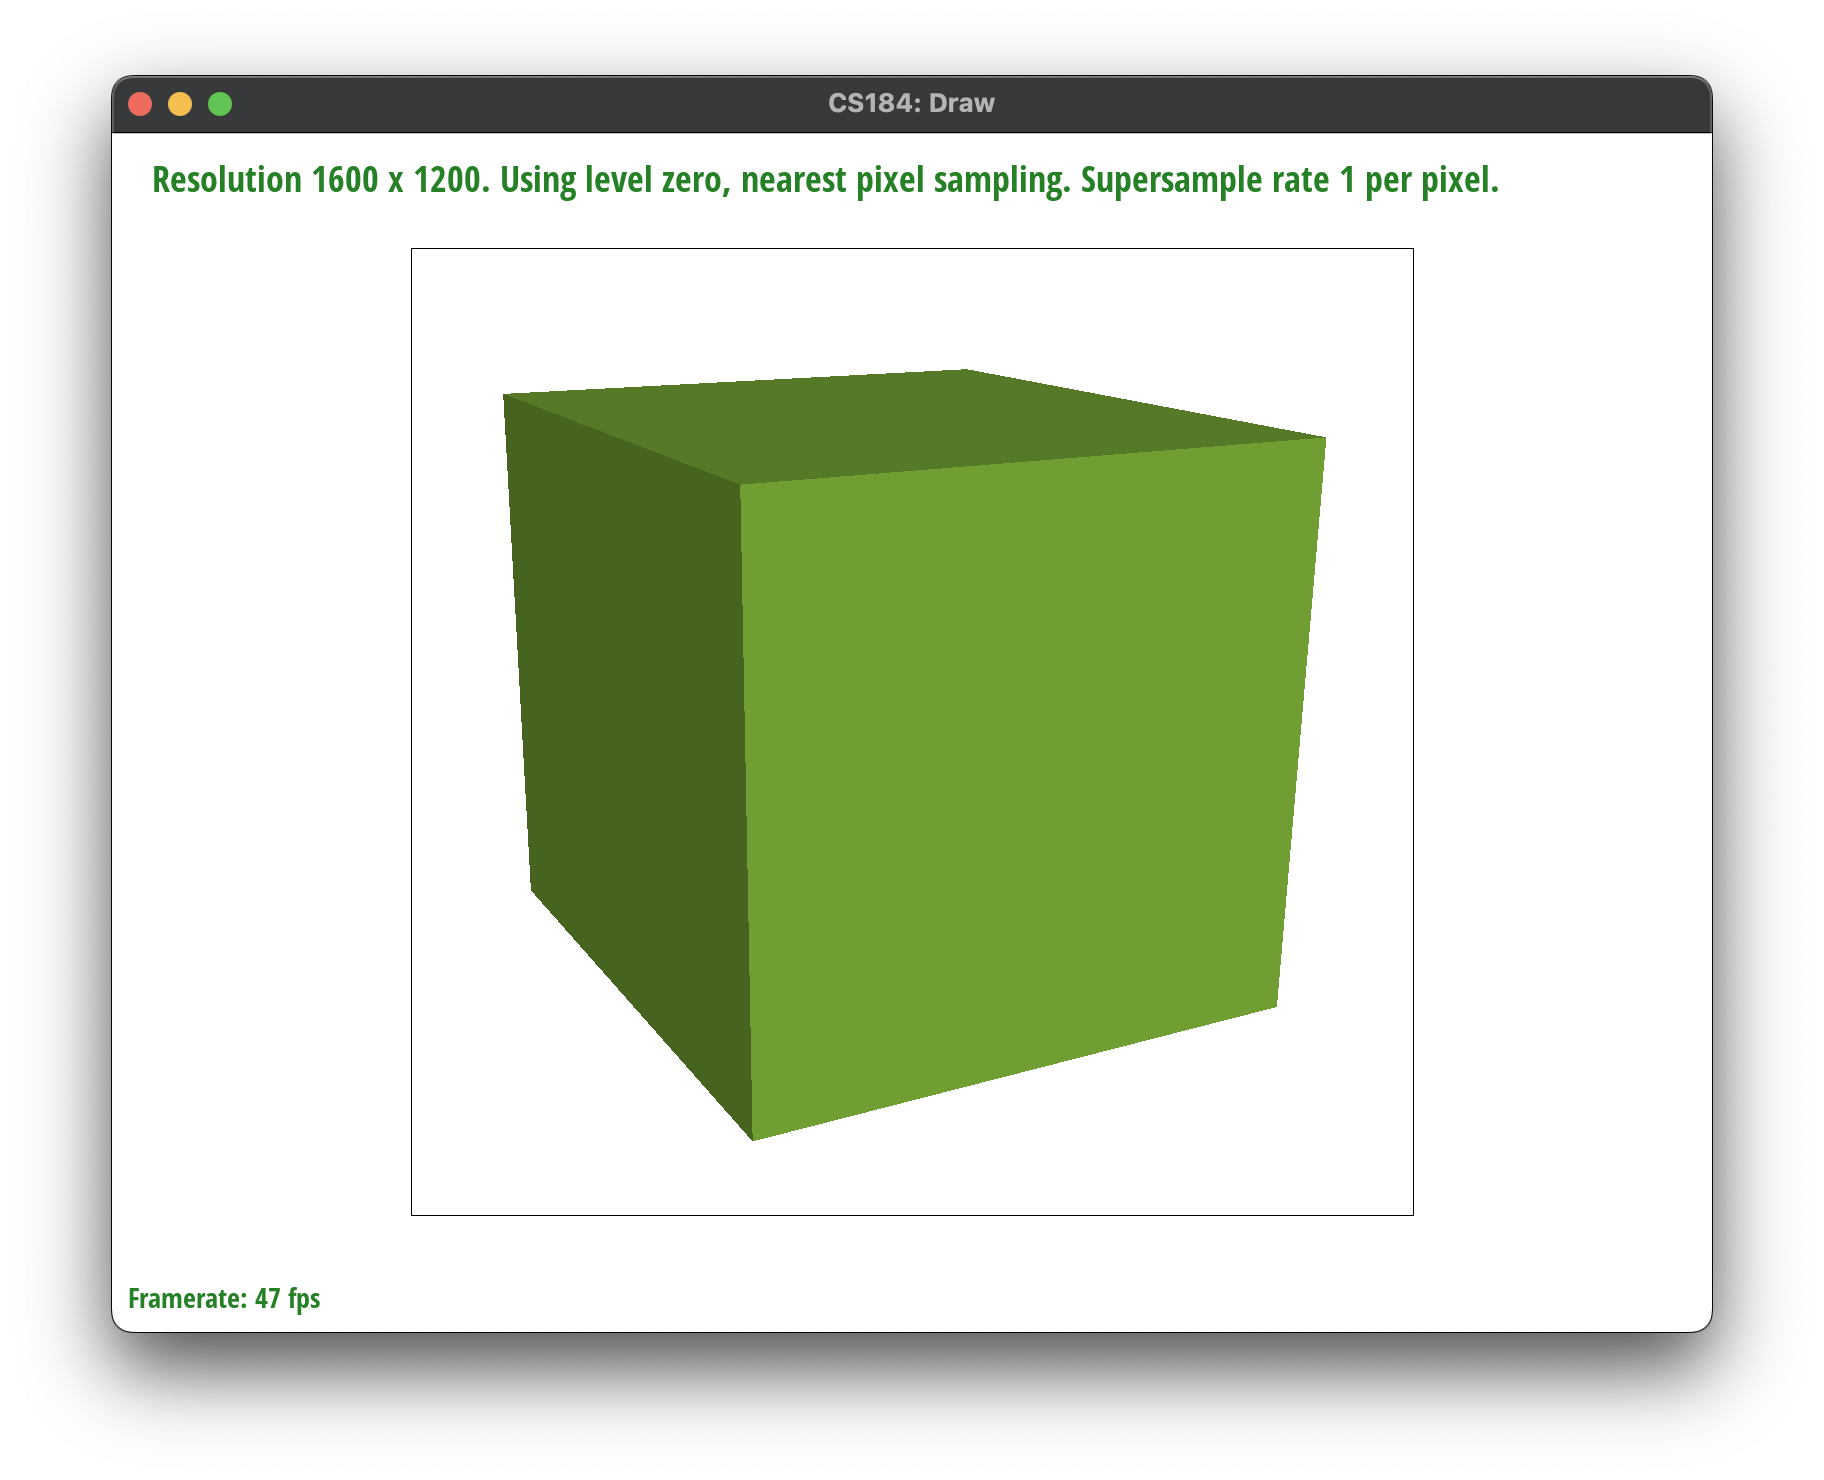 CS184: Draw
Resolution 1600 x 1200. Using level zero, nearest pixel sampling. Supersample rate 1 per pixel.
Framerate: 47 fps